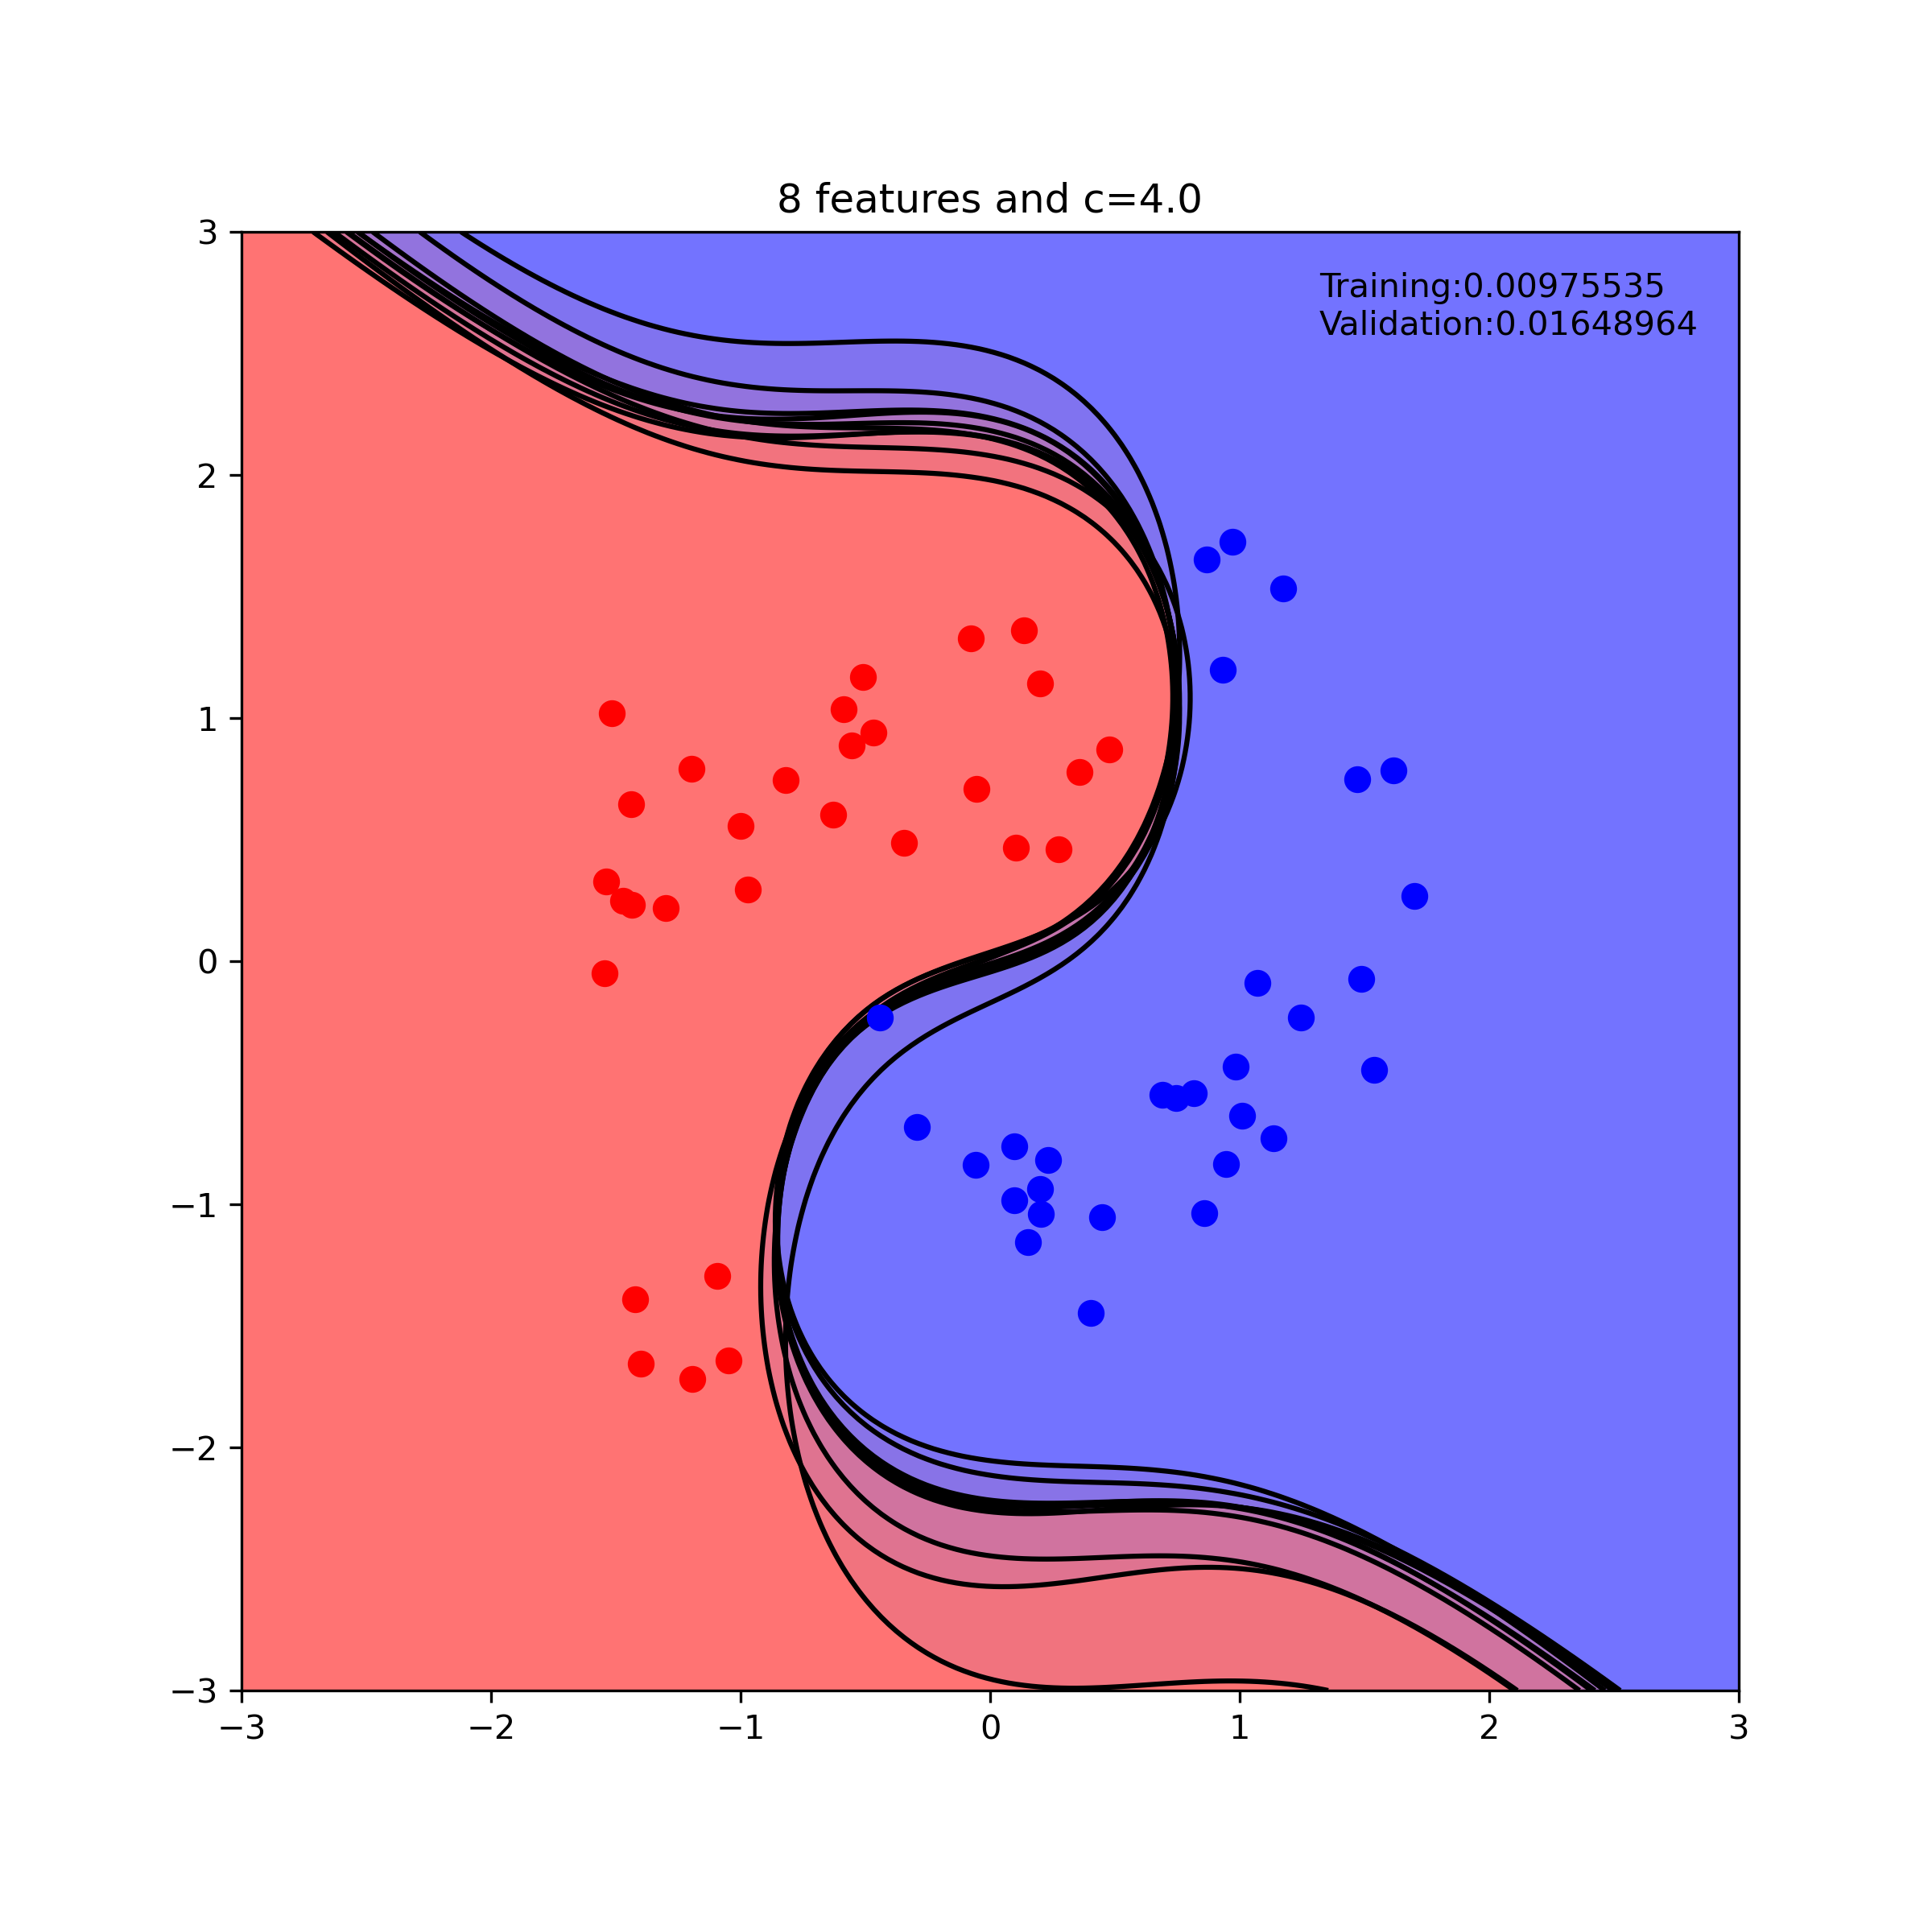 8 features and c=4.0
Training:0.00975535
Validation:0.01648964
3
2
1
0
−1
−2
−3
−3 −2 −1 0 1 2 3